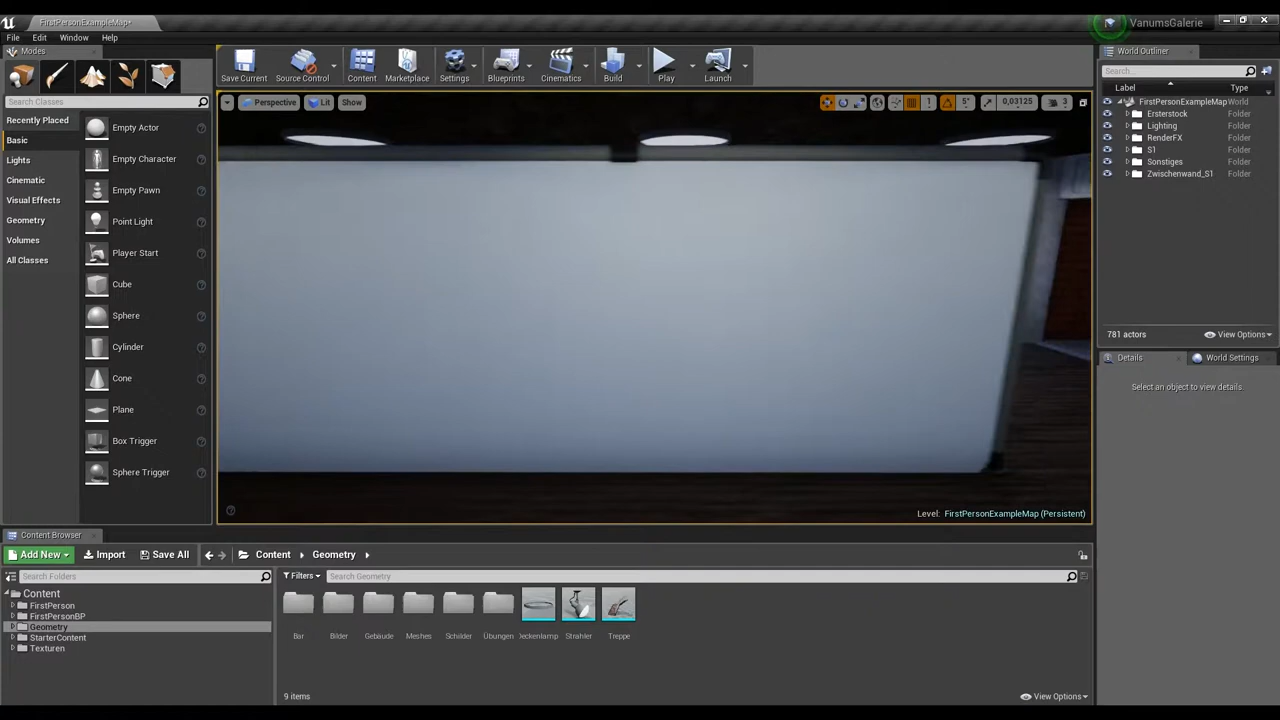 FirstPersonExampleMap*
VanumsGalerie
File Edit Window Help
Modes
World Outliner
Search...
Label Type
FirstPersonExampleMap World
Ersterstock Folder
Lighting Folder
RenderFX Folder
S1 Folder
Sonstiges Folder
Zwischenwand_S1 Folder
781 actors
View Options
Save Current
Source Control
Content
Marketplace
Settings
Blueprints
Cinematics
Build
Play
Launch
Search Classes
Recently Placed
Basic
Lights
Cinematic
Visual Effects
Geometry
Volumes
All Classes
Empty Actor
Empty Character
Empty Pawn
Point Light
Player Start
Cube
Sphere
Cylinder
Cone
Plane
Box Trigger
Sphere Trigger
Perspective
Lit
Show
1
5°
0,03125
3
Level: FirstPersonExampleMap (Persistent)
Details
World Settings
Select an object to view details
Content Browser
Add New
Import
Save All
Content
Geometry
Search Folders
Content
FirstPerson
FirstPersonBP
Geometry
StarterContent
Texturen
Filters
Search Geometry
Bar
Bilder
Gebäude
Meshes
Schilder
Übungen
Deckenlamp
Strahler
Treppe
9 items
View Options